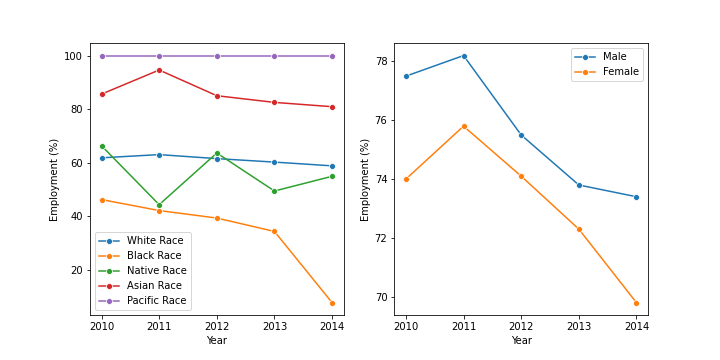 100
80
60
40
20
Employment (%)
White Race
Black Race
Native Race
Asian Race
Pacific Race
2010 2011 2012 2013 2014
Year
78
76
74
72
70
Employment (%)
Male
Female
2010 2011 2012 2013 2014
Year